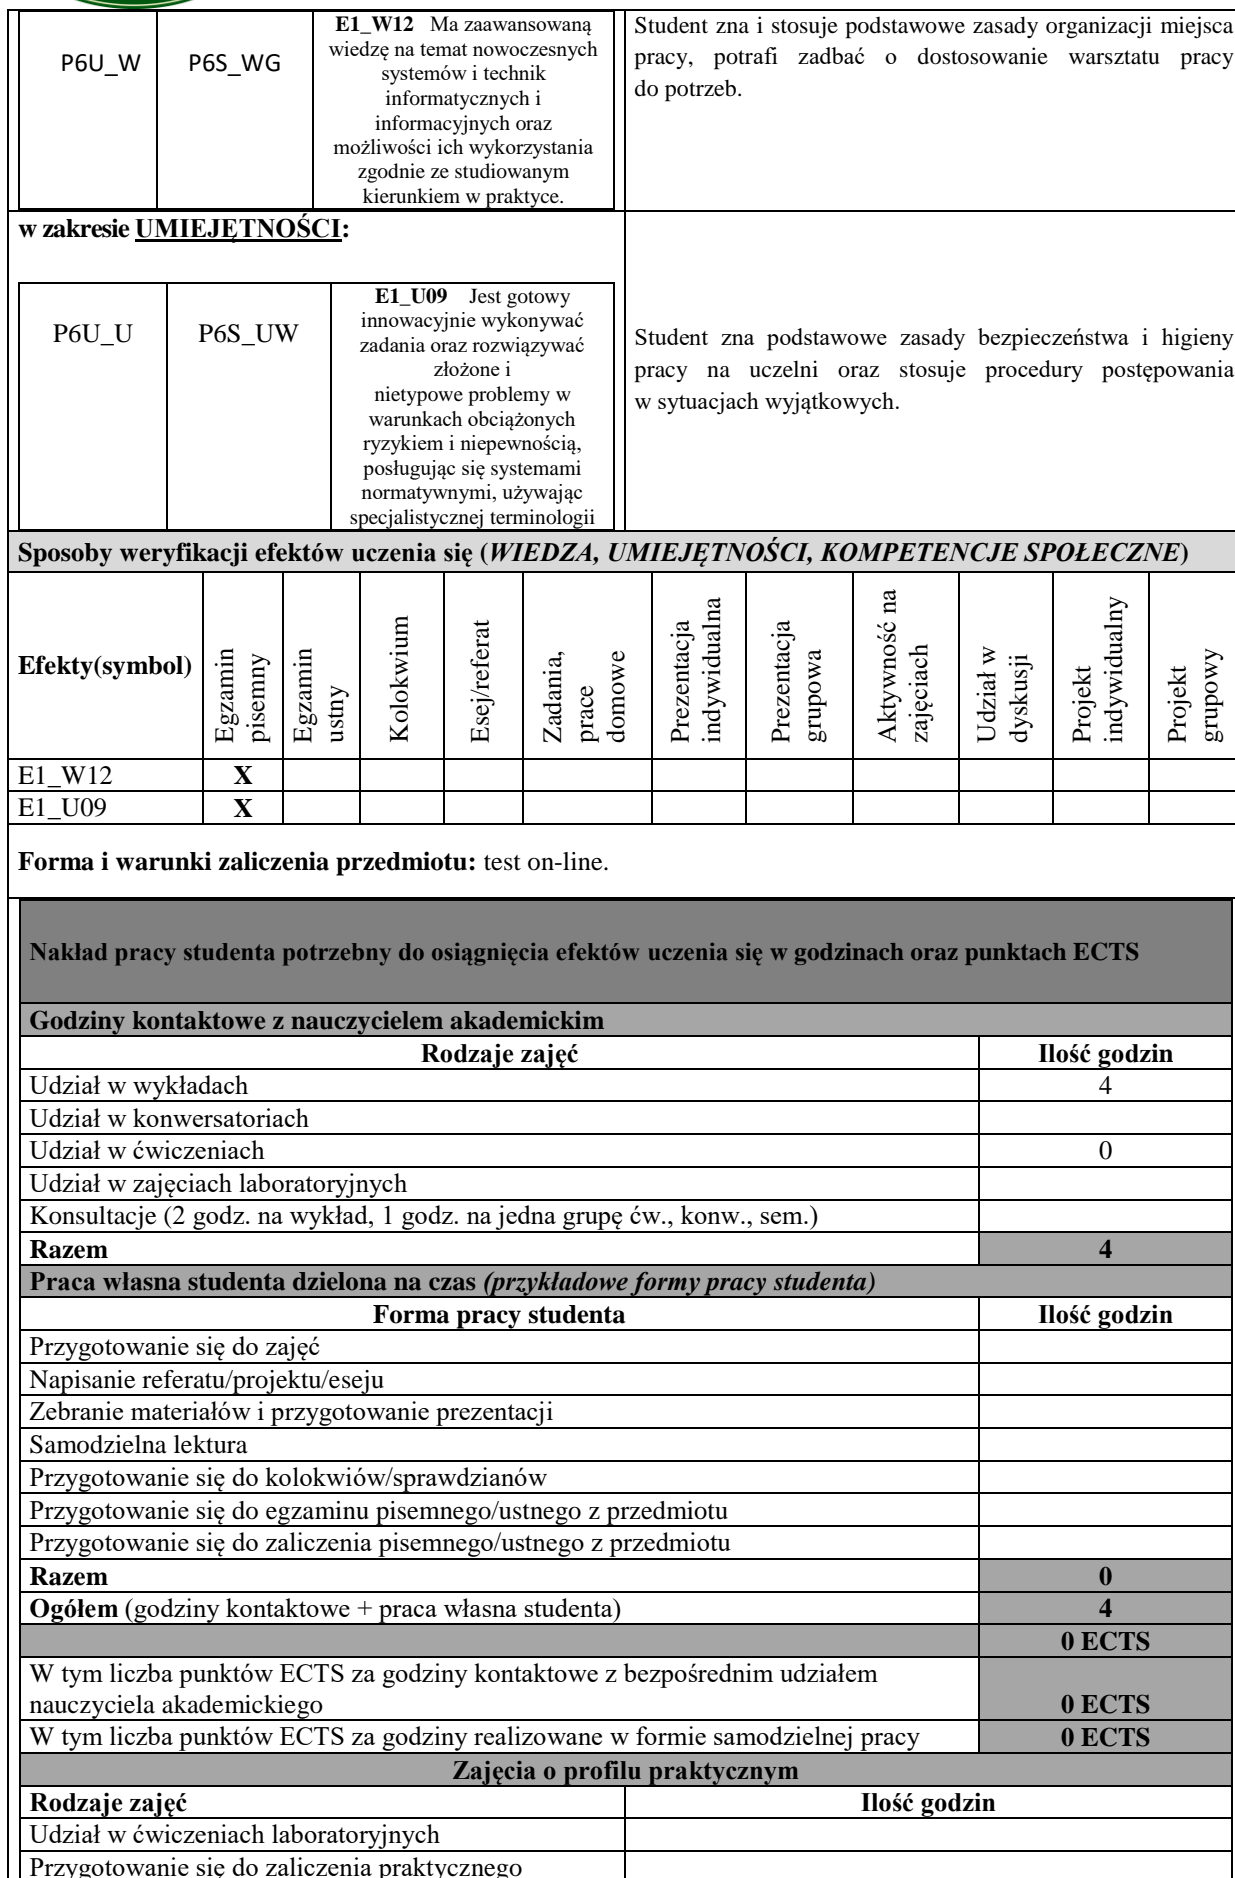 P6U_W
P6S_WG
E1_W12 Ma zaawansowaną
wiedzę na temat nowoczesnych
systemów i technik
informatycznych i
informacyjnych oraz
możliwości ich wykorzystania
zgodnie ze studiowanym
kierunkiem w praktyce.
Student zna i stosuje podstawowe zasady organizacji miejsca
pracy, potrafi zadbać o dostosowanie warsztatu pracy
do potrzeb.
w zakresie UMIEJĘTNOŚCI:
P6U_U
P6S_UW
E1_U09 Jest gotowy
innowacyjnie wykonywać
zadania oraz rozwiązywać
złożone i
nietypowe problemy w
warunkach obciążonych
ryzykiem i niepewnością,
posługując się systemami
normatywnymi, używając
specjalistycznej terminologii
Student zna podstawowe zasady bezpieczeństwa i higieny
pracy na uczelni oraz stosuje procedury postępowania
w sytuacjach wyjątkowych.
Sposoby weryfikacji efektów uczenia się (WIEDZA, UMIEJĘTNOŚCI, KOMPETENCJE SPOŁECZNE)
Efekty(symbol)
Egzamin
pisemny
Egzamin
ustny
Kolokwium
Esej/referat
Zadania,
prace
domowe
Prezentacja
indywidualna
Prezentacja
grupowa
Aktywność na
zajęciach
Udział w
dyskusji
Projekt
indywidualny
Projekt
grupowy
E1_W12 X
E1_U09 X
Forma i warunki zaliczenia przedmiotu: test on-line.
Nakład pracy studenta potrzebny do osiągnięcia efektów uczenia się w godzinach oraz punktach ECTS
Godziny kontaktowe z nauczycielem akademickim
Rodzaje zajęć Ilość godzin
Udział w wykładach 4
Udział w konwersatoriach
Udział w ćwiczeniach 0
Udział w zajęciach laboratoryjnych
Konsultacje (2 godz. na wykład, 1 godz. na jedna grupę ćw., konw., sem.)
Razem 4
Praca własna studenta dzielona na czas (przykładowe formy pracy studenta)
Forma pracy studenta Ilość godzin
Przygotowanie się do zajęć
Napisanie referatu/projektu/eseju
Zebranie materiałów i przygotowanie prezentacji
Samodzielna lektura
Przygotowanie się do kolokwiów/sprawdzianów
Przygotowanie się do egzaminu pisemnego/ustnego z przedmiotu
Przygotowanie się do zaliczenia pisemnego/ustnego z przedmiotu
Razem 0
Ogółem (godziny kontaktowe + praca własna studenta) 4
0 ECTS
W tym liczba punktów ECTS za godziny kontaktowe z bezpośrednim udziałem
nauczyciela akademickiego 0 ECTS
W tym liczba punktów ECTS za godziny realizowane w formie samodzielnej pracy 0 ECTS
Zajęcia o profilu praktycznym
Rodzaje zajęć Ilość godzin
Udział w ćwiczeniach laboratoryjnych
Przygotowanie się do zaliczenia praktycznego